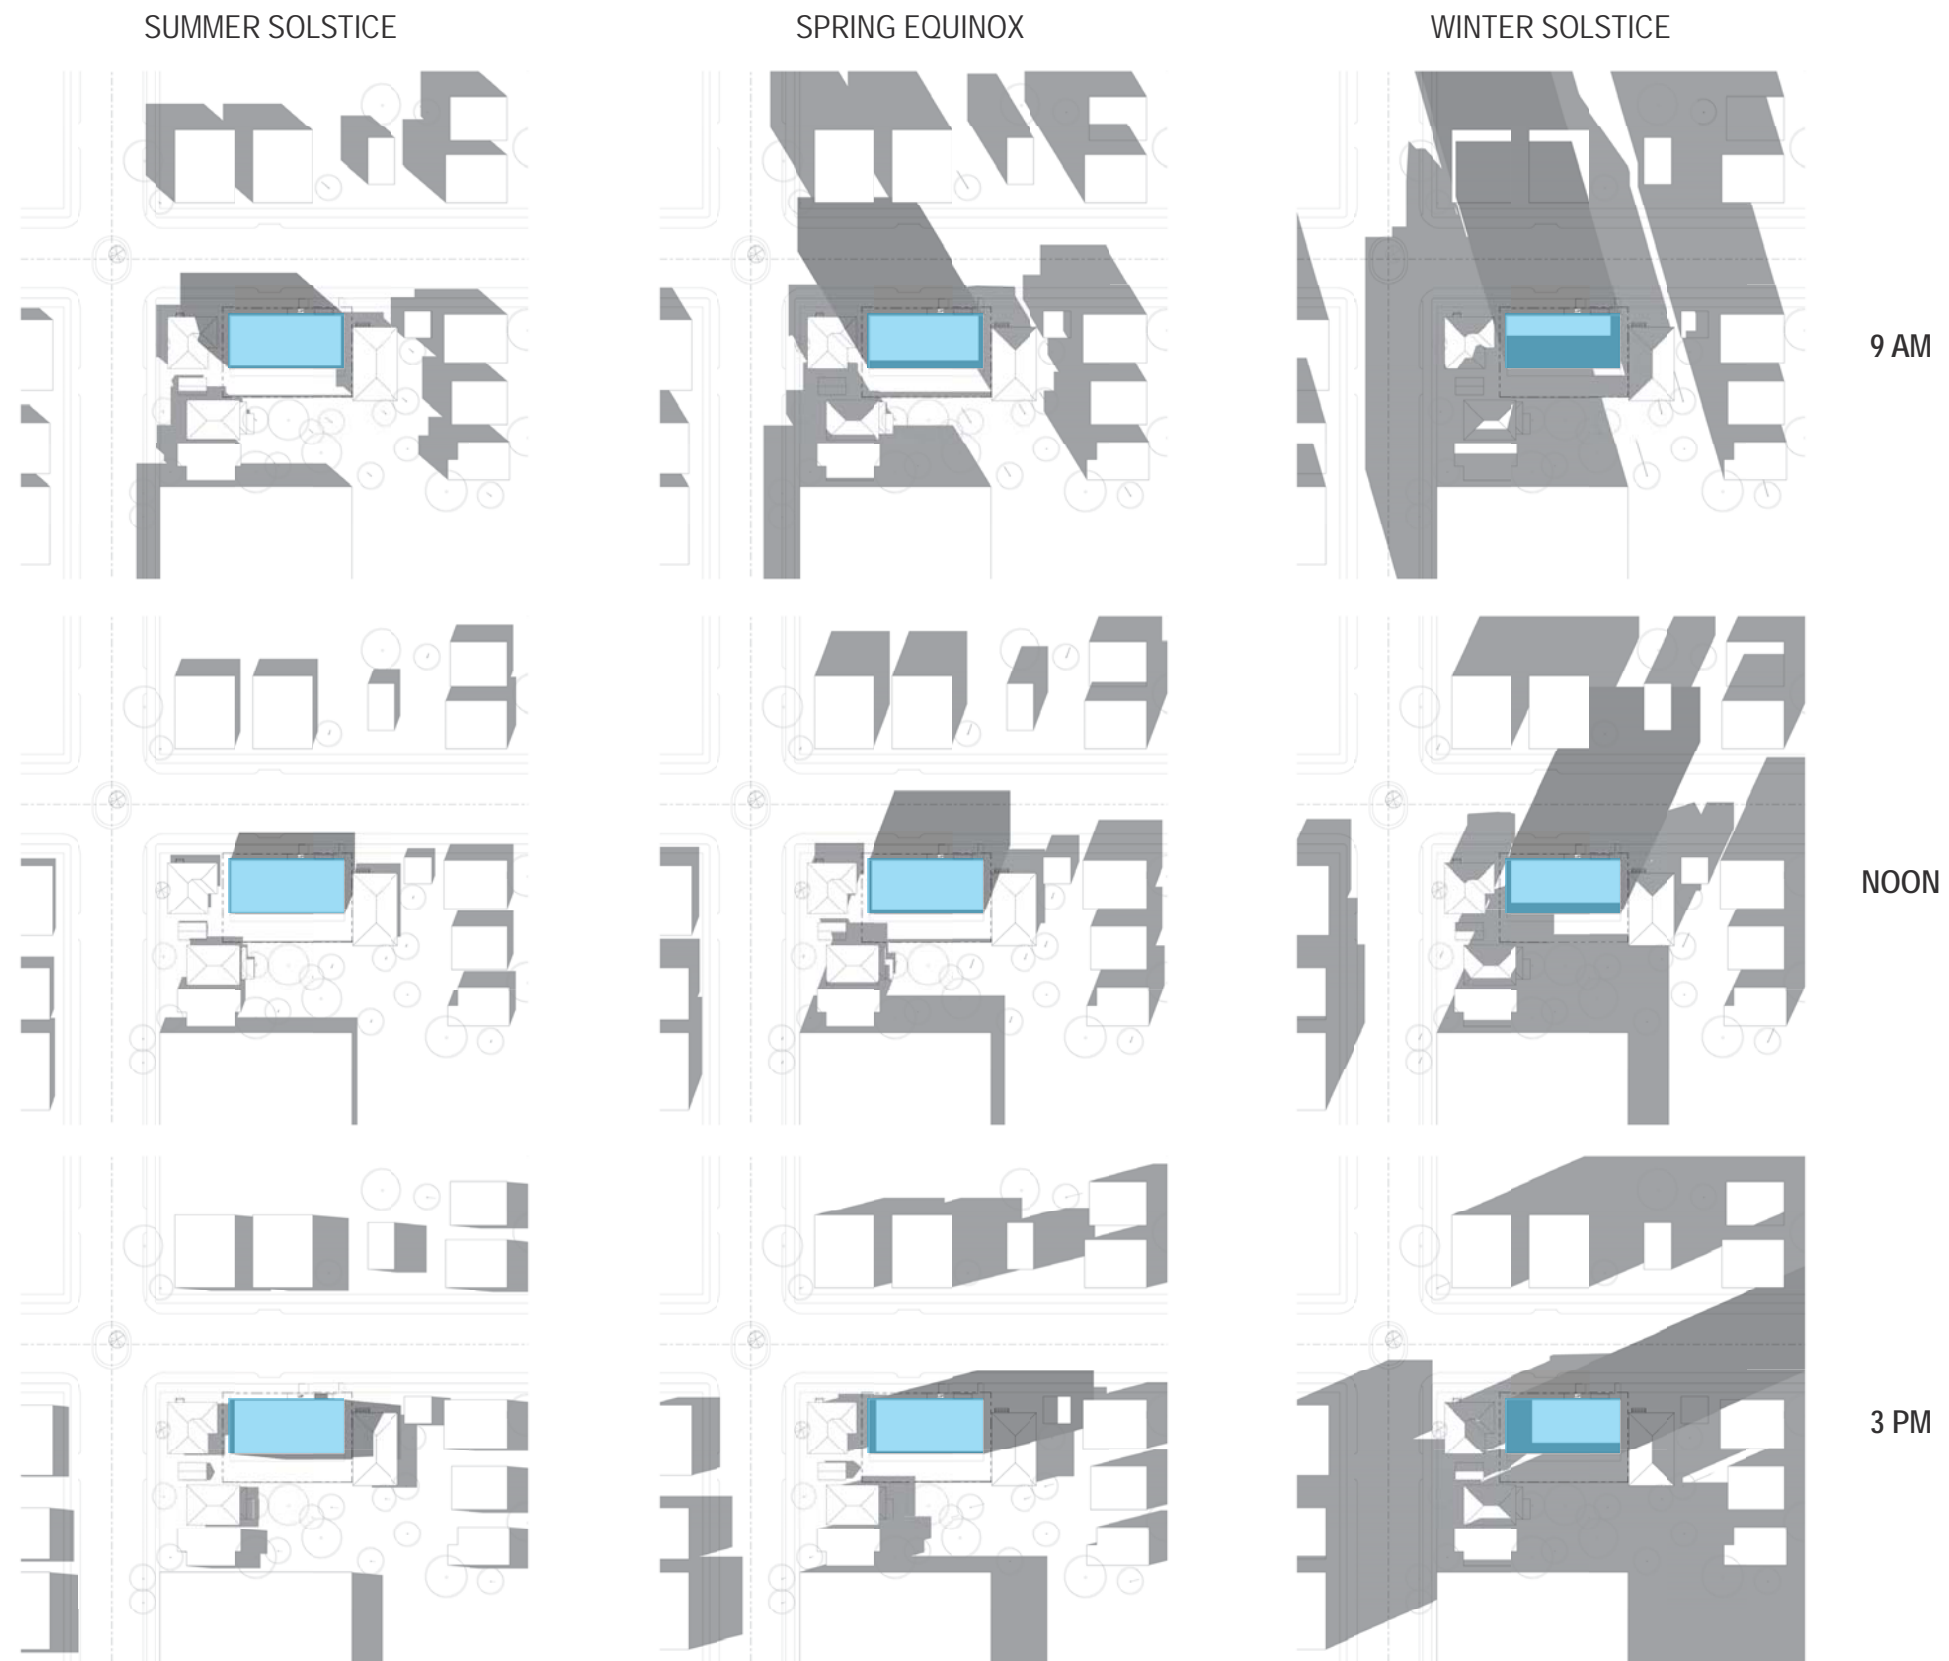 SUMMER SOLSTICE
SPRING EQUINOX
WINTER SOLSTICE
9 AM
NOON
3 PM